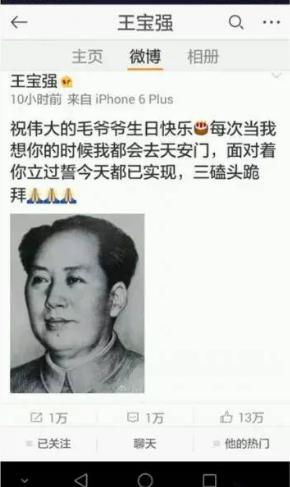 王宝强
主页 微博 相册
王宝强
10小时前 来自 iPhone 6 Plus
祝伟大的毛爷爷生日快乐🎂每次当我
想你的时候我都会去天安门，面对着
你立过誓今天都已实现，三磕头跪
拜🙏🙏🙏
1万 1万 13万
已关注 聊天 他的热门